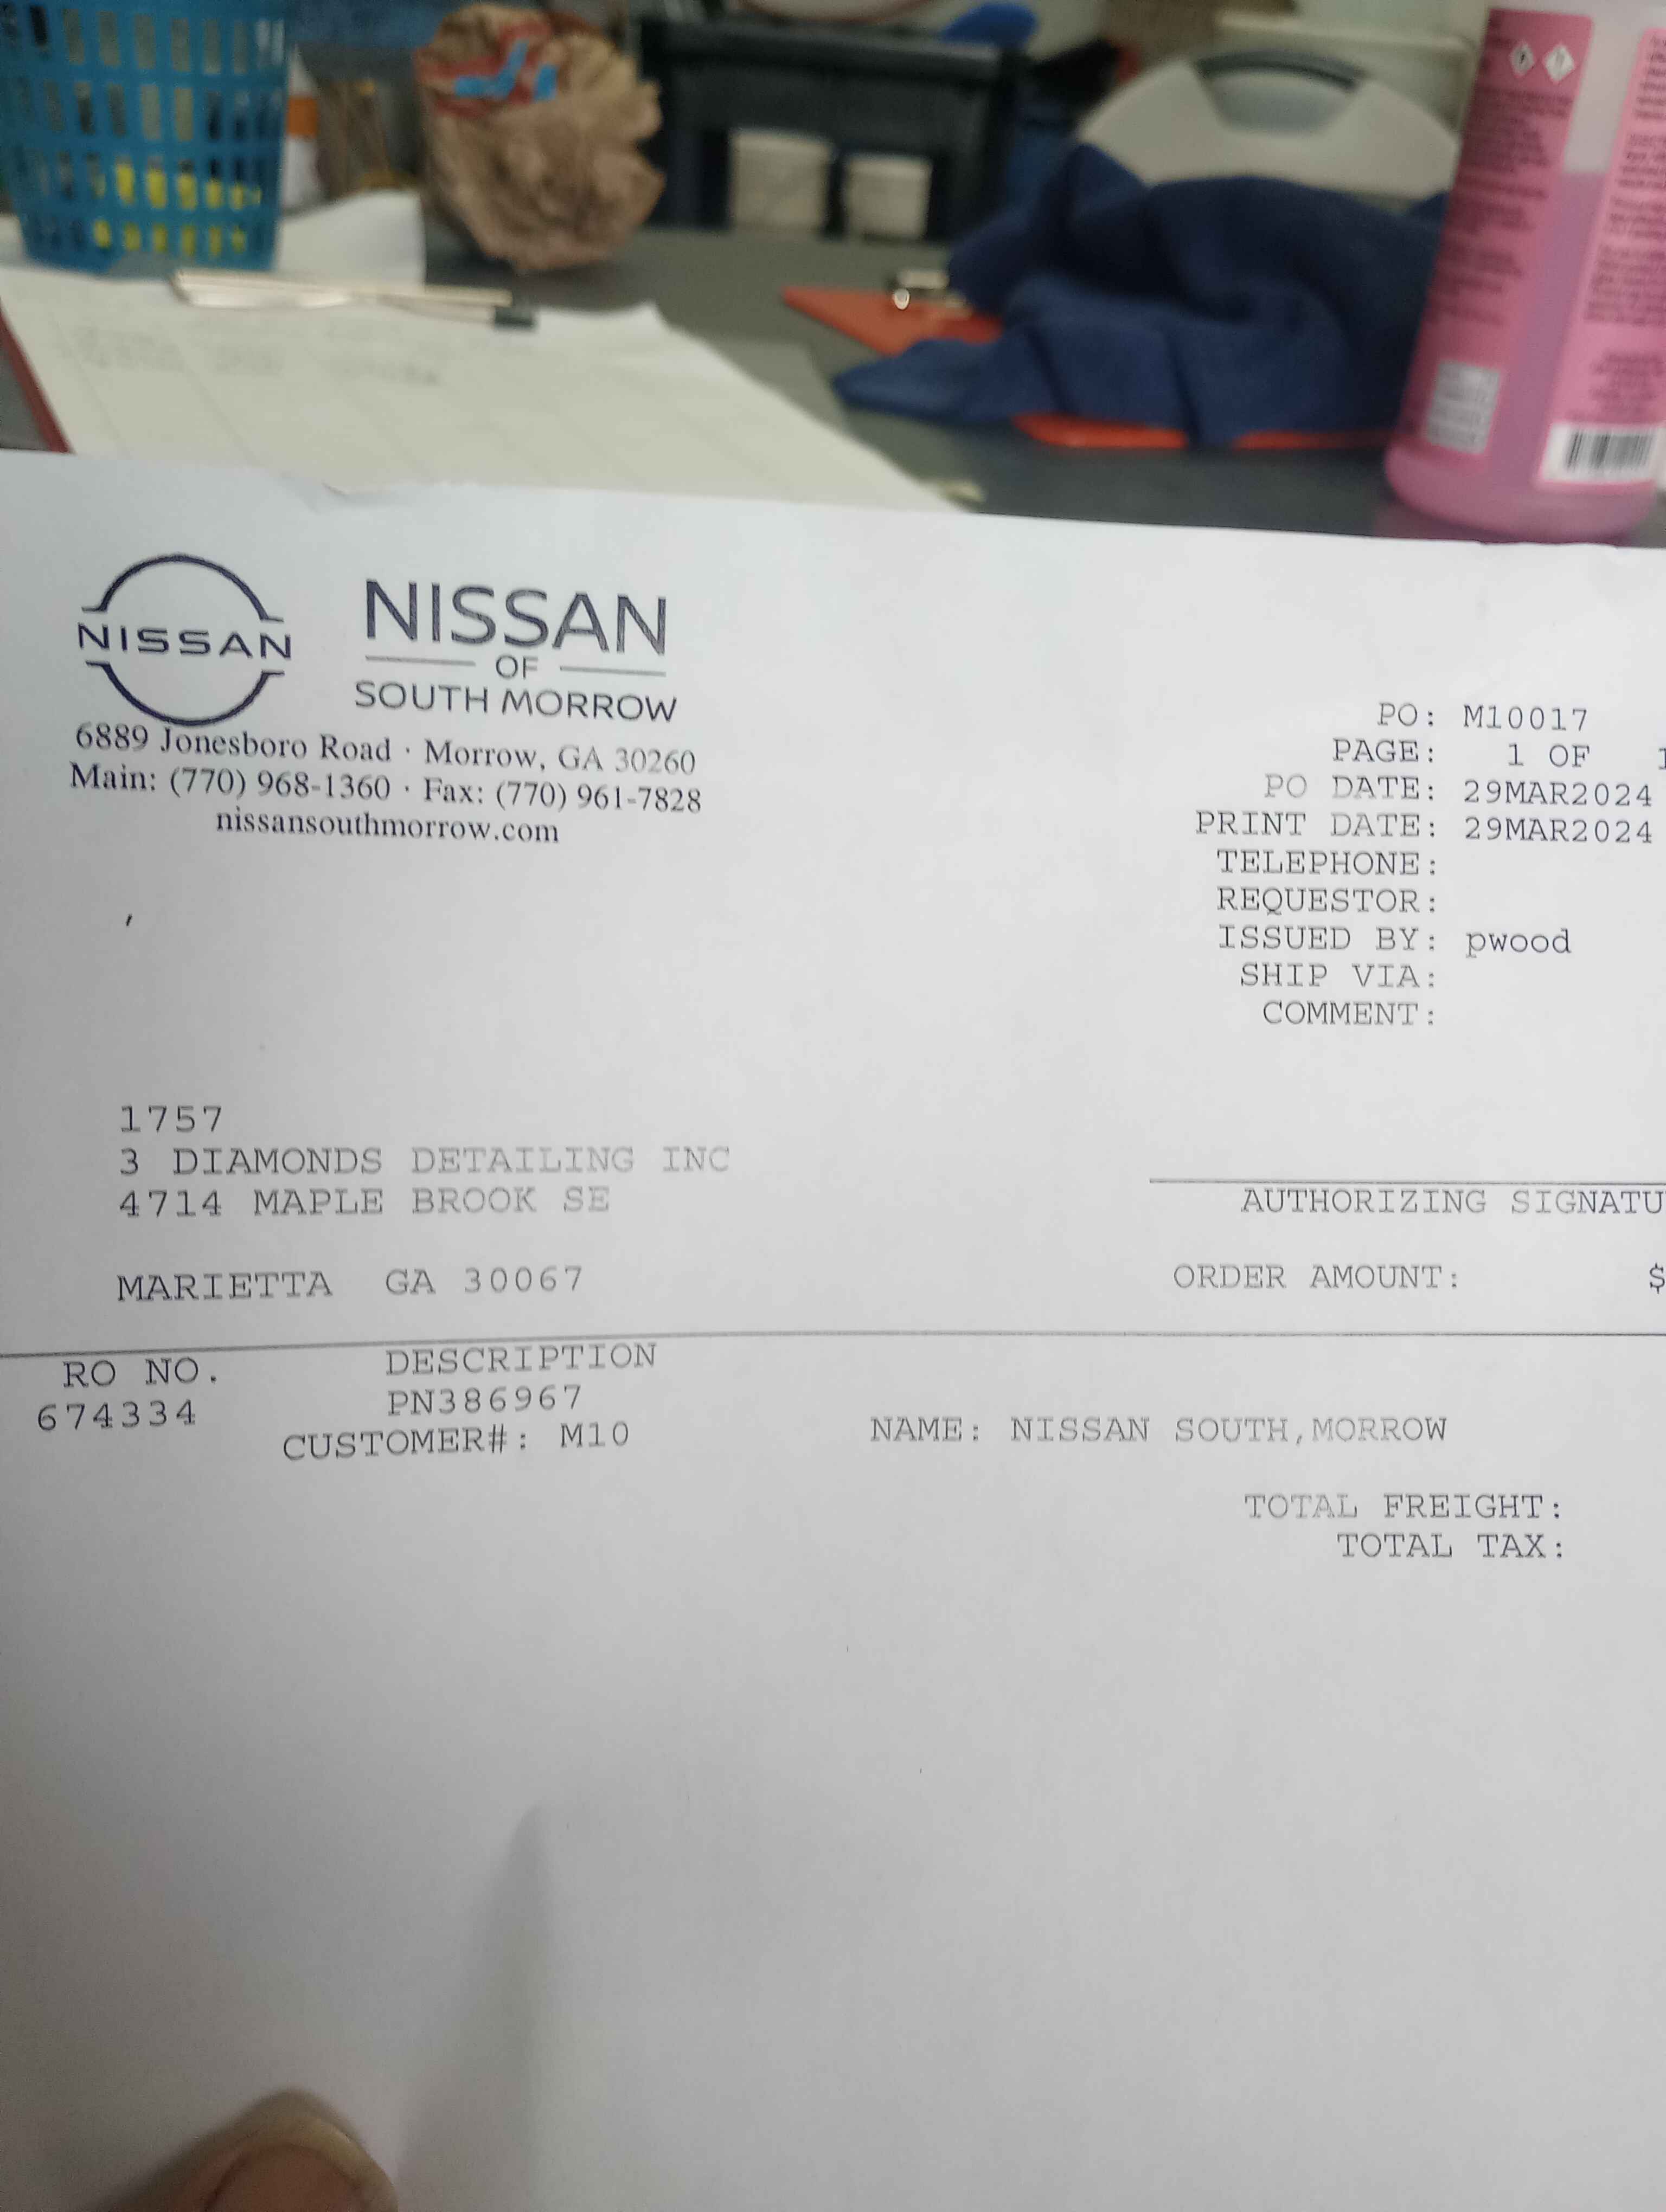 NISSAN
NISSAN
OF
SOUTH MORROW
6889 Jonesboro Road · Morrow, GA 30260
Main: (770) 968-1360 · Fax: (770) 961-7828
nissansouthmorrow.com
PO: M10017
PAGE: 1 OF 1
PO DATE: 29MAR2024
PRINT DATE: 29MAR2024
TELEPHONE:
REQUESTOR:
ISSUED BY: pwood
SHIP VIA:
COMMENT:
1757
3 DIAMONDS DETAILING INC
4714 MAPLE BROOK SE
MARIETTA GA 30067
AUTHORIZING SIGNATU
ORDER AMOUNT: $
RO NO. DESCRIPTION
674334 PN386967
CUSTOMER#: M10 NAME: NISSAN SOUTH,MORROW
TOTAL FREIGHT:
TOTAL TAX: